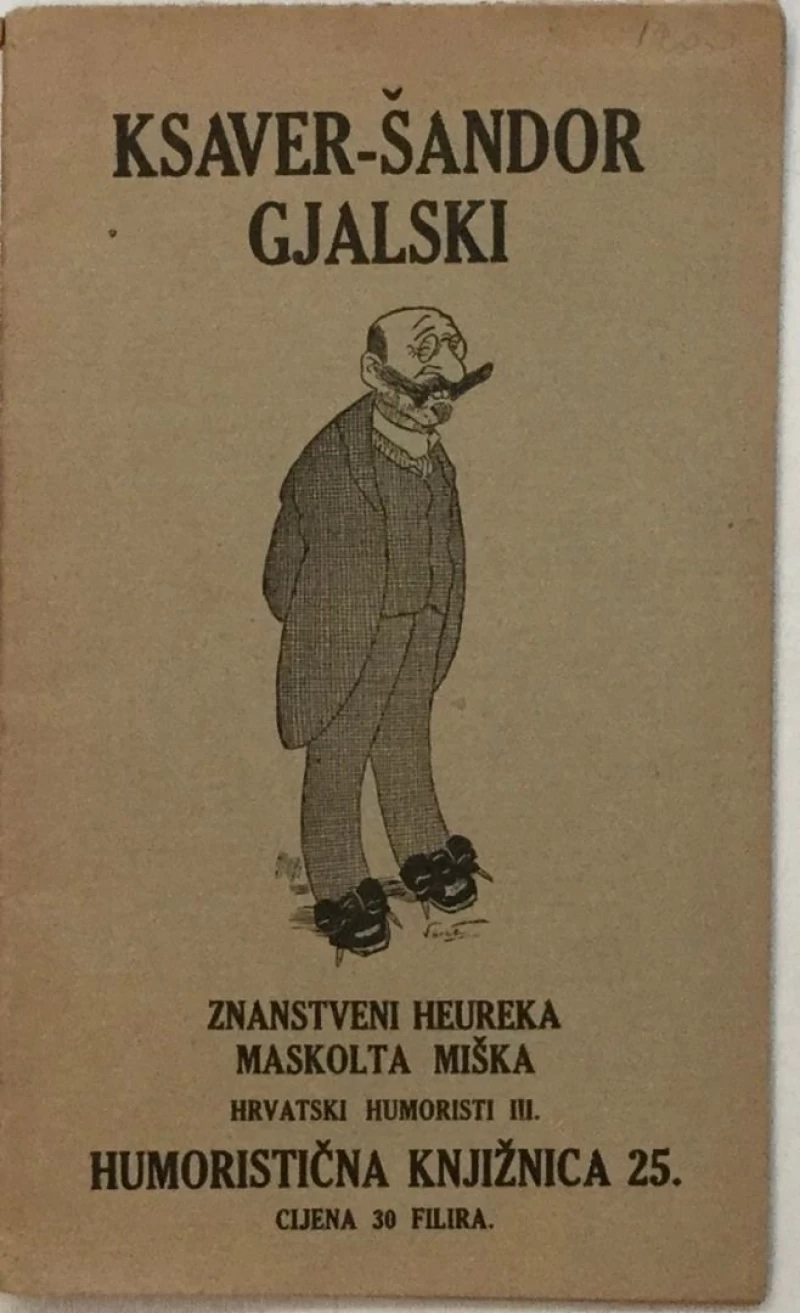 KSAVER-ŠANDOR
GJALSKI
ZNANSTVENI HEUREKA
MASKOLTA MIŠKA
HRVATSKI HUMORISTI III.
HUMORISTIČNA KNJIŽNICA 25.
CIJENA 30 FILIRA.